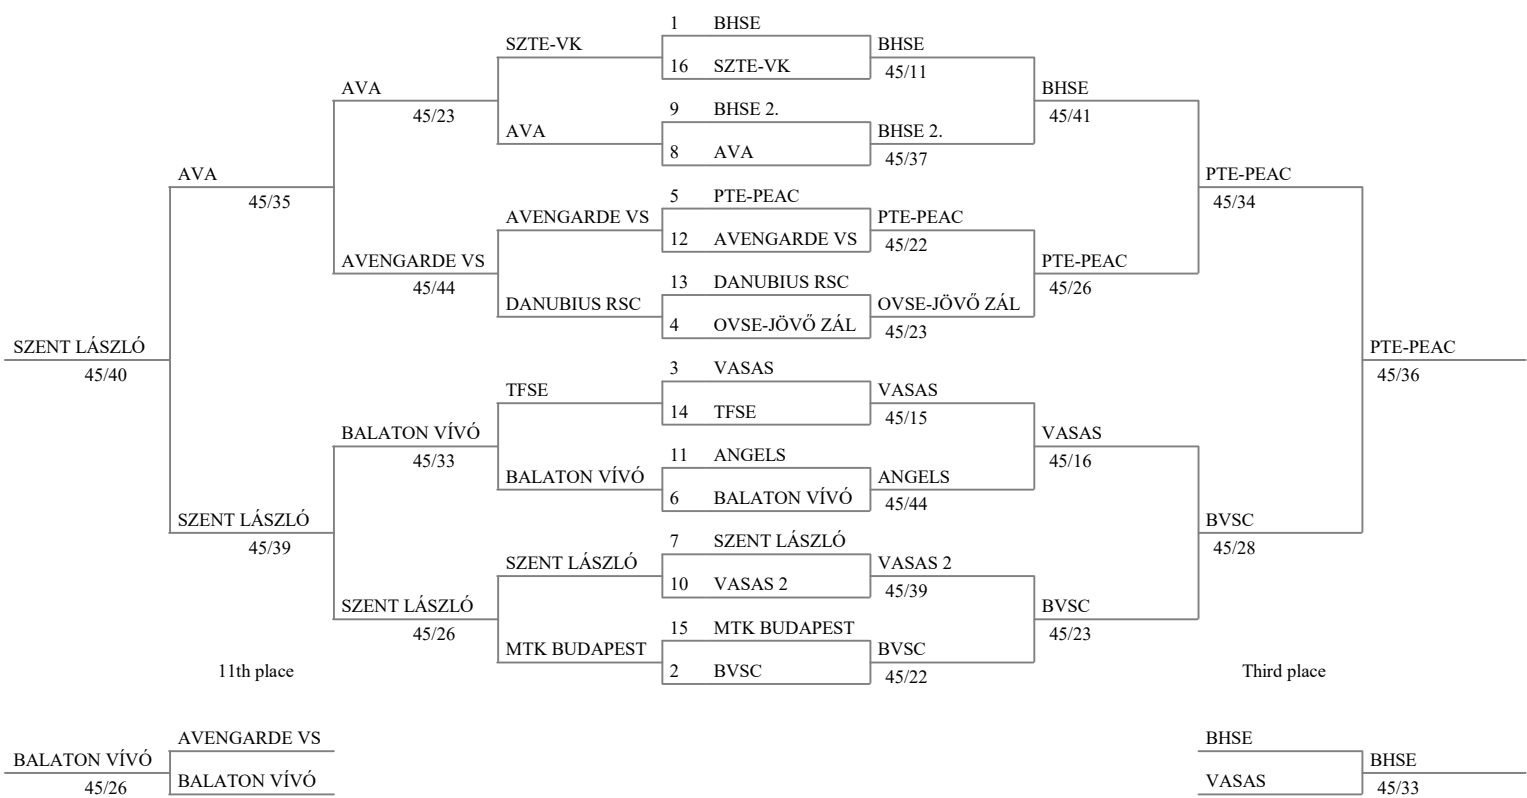 1 BHSE
SZTE-VK BHSE
16 SZTE-VK 45/11
AVA BHSE
45/23 9 BHSE 2. 45/41
AVA BHSE 2.
8 AVA 45/37
AVA PTE-PEAC
45/35 5 PTE-PEAC 45/34
AVENGARDE VS PTE-PEAC
12 AVENGARDE VS 45/22
AVENGARDE VS PTE-PEAC
45/44 13 DANUBIUS RSC 45/26
DANUBIUS RSC OVSE-JÖVŐ ZÁL
4 OVSE-JÖVŐ ZÁL 45/23
SZENT LÁSZLÓ PTE-PEAC
45/40 3 VASAS 45/36
TFSE VASAS
14 TFSE 45/15
BALATON VÍVÓ VASAS
45/33 11 ANGELS 45/16
BALATON VÍVÓ ANGELS
6 BALATON VÍVÓ 45/44
SZENT LÁSZLÓ BVSC
45/39 7 SZENT LÁSZLÓ 45/28
SZENT LÁSZLÓ VASAS 2
10 VASAS 2 45/39
SZENT LÁSZLÓ BVSC
45/26 15 MTK BUDAPEST 45/23
MTK BUDAPEST BVSC
11th place 2 BVSC 45/22 Third place
AVENGARDE VS BHSE
BALATON VÍVÓ BHSE
45/26 BALATON VÍVÓ VASAS 45/33